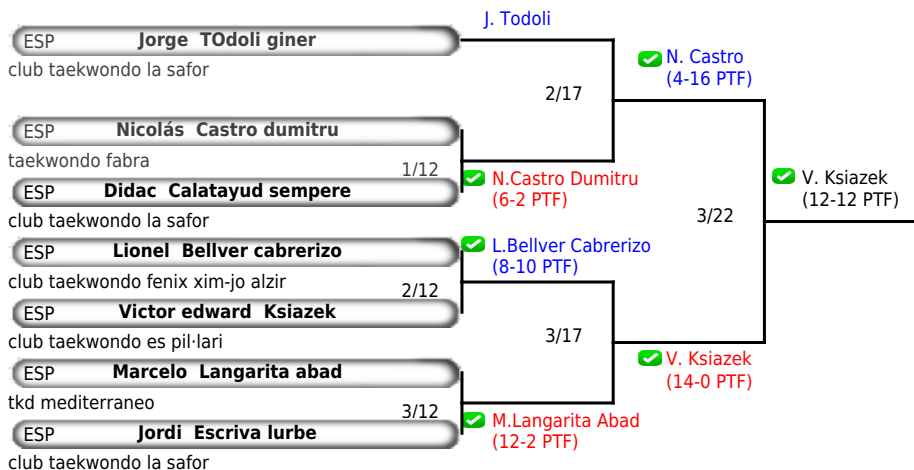 J. Todoli
ESP Jorge TOdoli giner
club taekwondo la safor
N. Castro
(4-16 PTF)
2/17
ESP Nicolás Castro dumitru
taekwondo fabra
1/12
N.Castro Dumitru
(6-2 PTF)
ESP Didac Calatayud sempere
club taekwondo la safor
V. Ksiazek
(12-12 PTF)
3/22
ESP Lionel Bellver cabrerizo
club taekwondo fenix xim-jo alzir
L.Bellver Cabrerizo
(8-10 PTF)
2/12
ESP Victor edward Ksiazek
club taekwondo es pil·lari
3/17
ESP Marcelo Langarita abad
tkd mediterraneo
V. Ksiazek
(14-0 PTF)
3/12
M.Langarita Abad
(12-2 PTF)
ESP Jordi Escriva lurbe
club taekwondo la safor